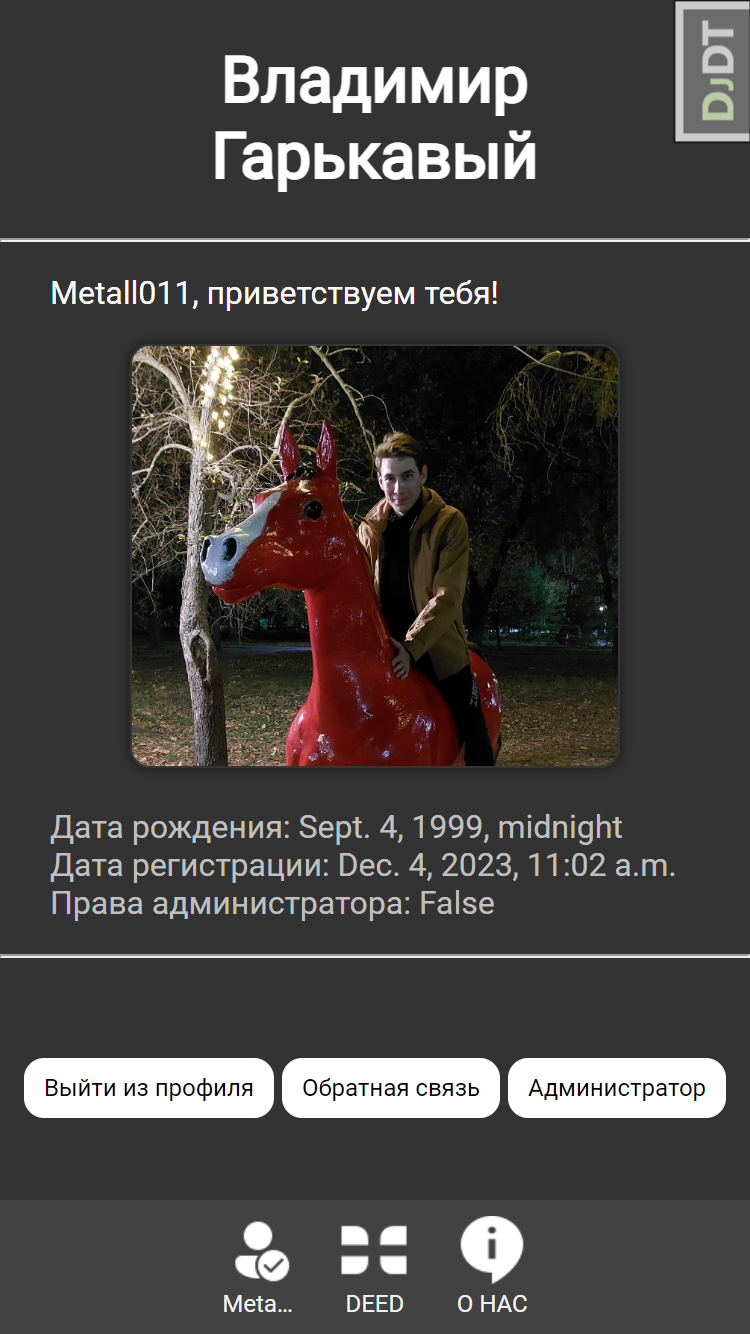 DJDT
Владимир
Гарькавый
Metall011, приветствуем тебя!
Дата рождения: Sept. 4, 1999, midnight
Дата регистрации: Dec. 4, 2023, 11:02 a.m.
Права администратора: False
Выйти из профиля
Обратная связь
Администратор
Meta...
DEED
О НАС